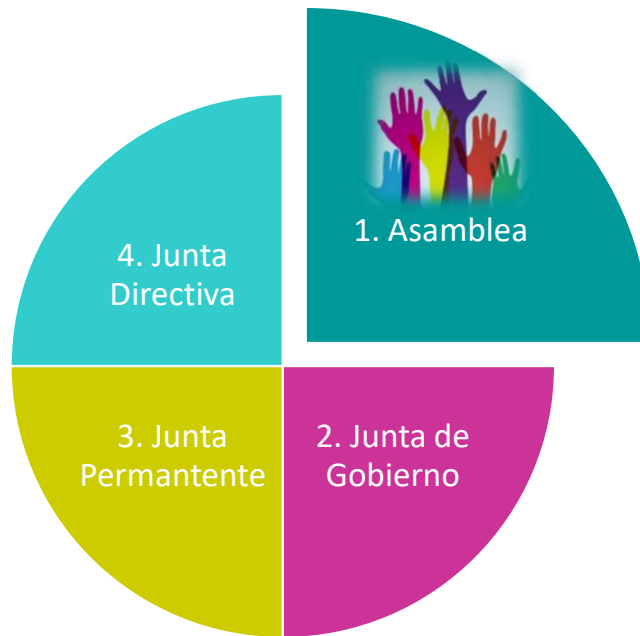 1. Asamblea
2. Junta de
Gobierno
3. Junta
Permantente
4. Junta
Directiva